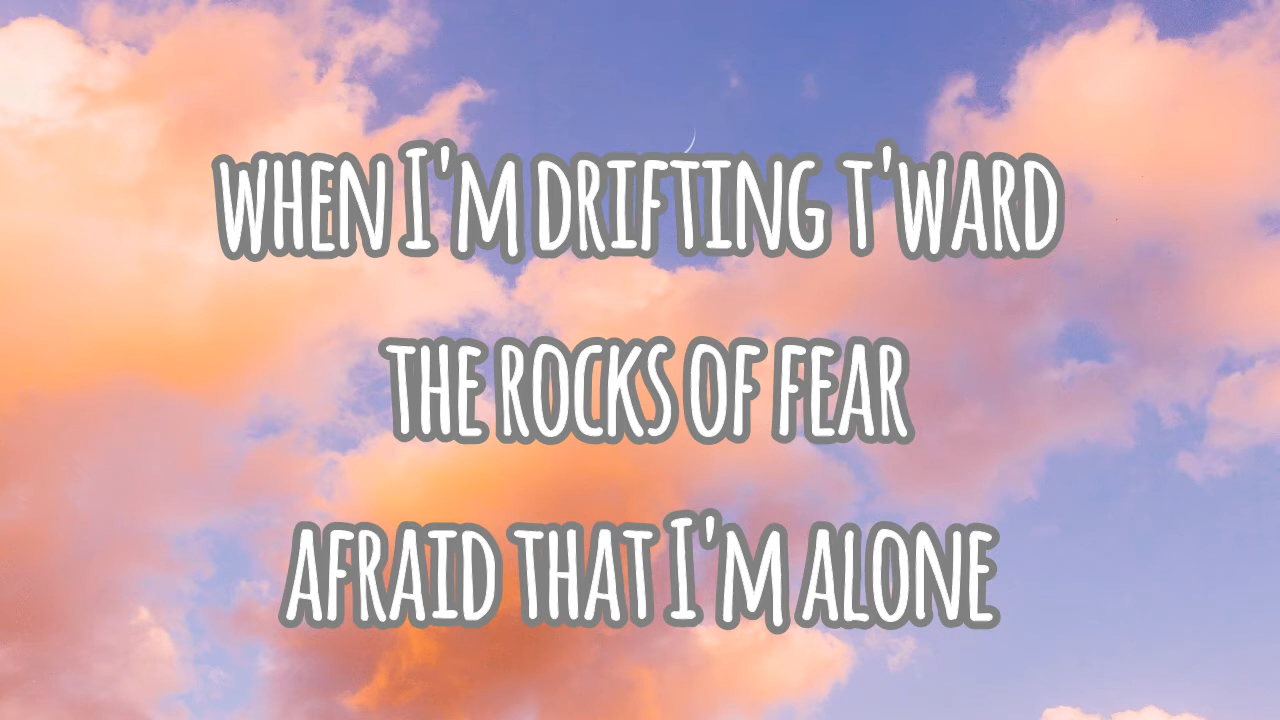 when I'm drifting t'ward
the rocks of fear
afraid that I'm alone